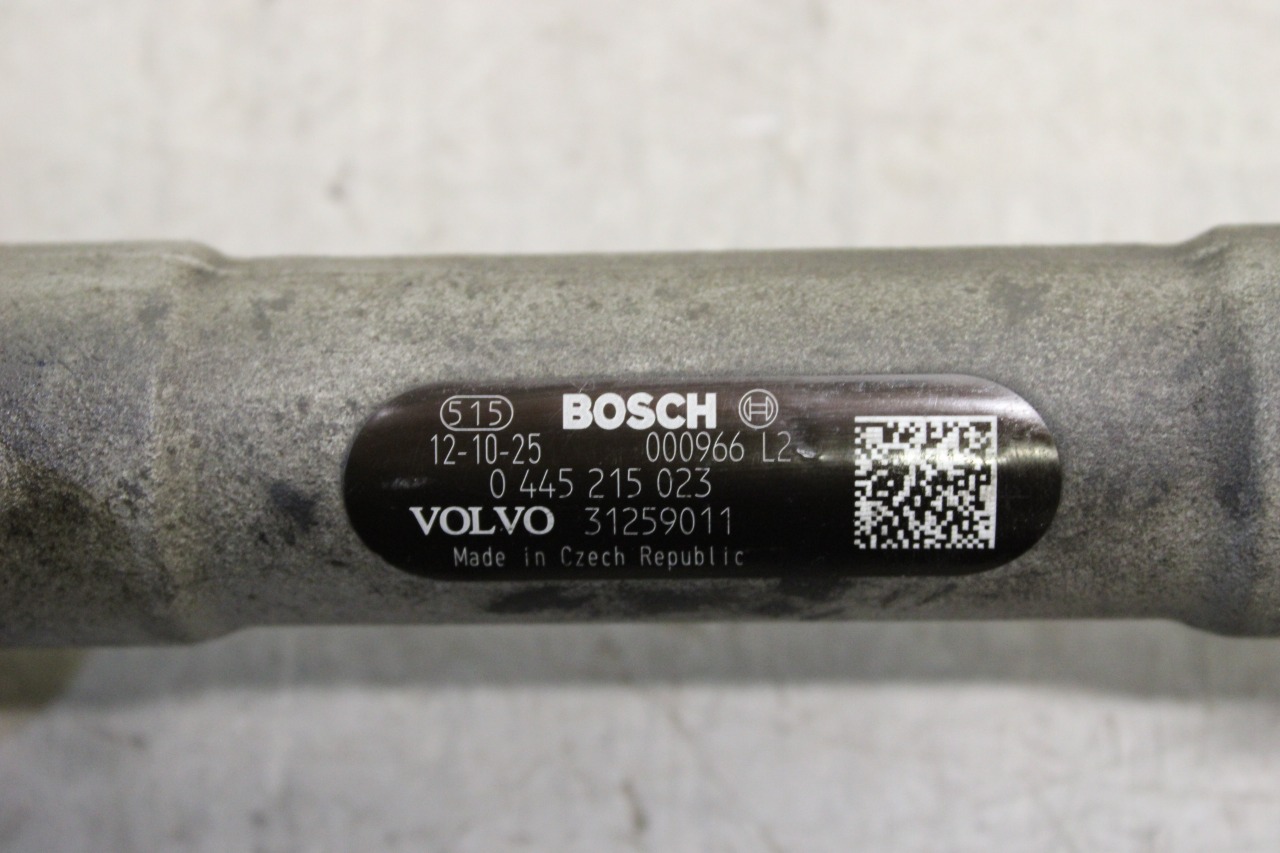 515 BOSCH
12-10-25 000966 L2
0 445 215 023
VOLVO 31259011
Made in Czech Republic